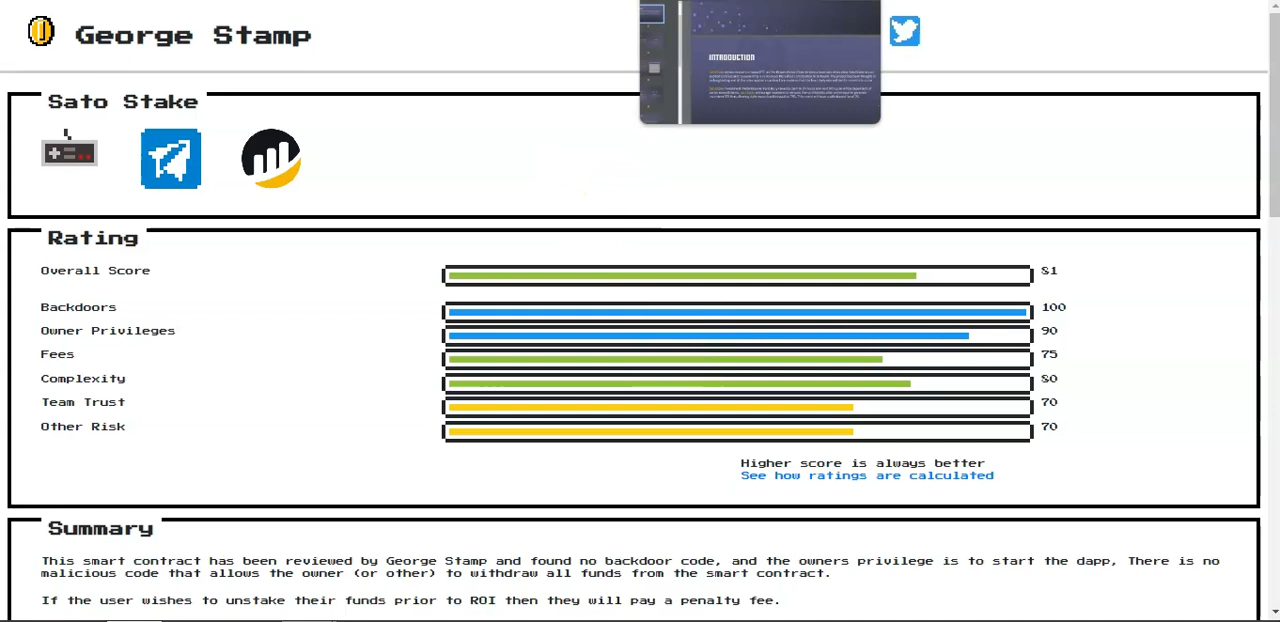 George Stamp
INTRODUCTION
Sato Stake
Rating
Overall Score 81
Backdoors 100
Owner Privileges 90
Fees 75
Complexity 80
Team Trust 70
Other Risk 70
Higher score is always better
See how ratings are calculated
Summary
This smart contract has been reviewed by George Stamp and found no backdoor code, and the owners privilege is to start the dapp, There is no
malicious code that allows the owner (or other) to withdraw all funds from the smart contract.
If the user wishes to unstake their funds prior to ROI then they will pay a penalty fee.